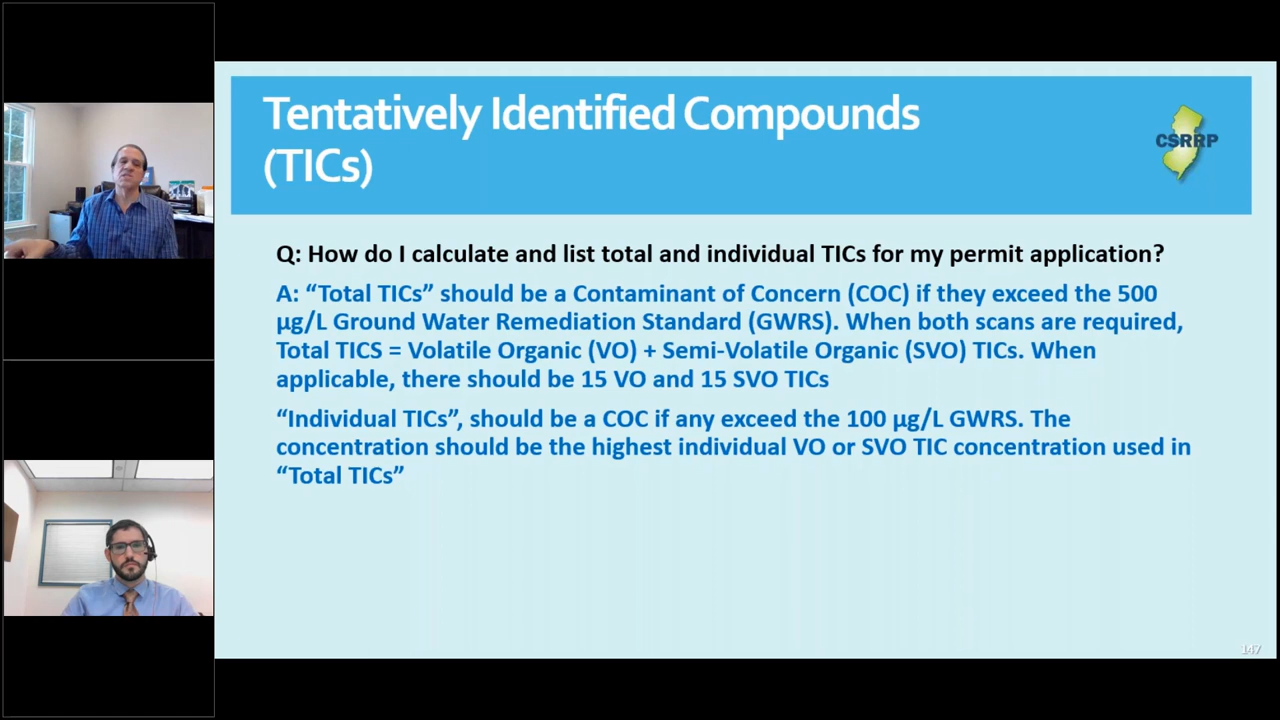 Tentatively Identified Compounds
(TICs)
CSRRP
Q: How do I calculate and list total and individual TICs for my permit application?
A: “Total TICs” should be a Contaminant of Concern (COC) if they exceed the 500
µg/L Ground Water Remediation Standard (GWRS). When both scans are required,
Total TICS = Volatile Organic (VO) + Semi-Volatile Organic (SVO) TICs. When
applicable, there should be 15 VO and 15 SVO TICs
“Individual TICs”, should be a COC if any exceed the 100 µg/L GWRS. The
concentration should be the highest individual VO or SVO TIC concentration used in
“Total TICs”
147